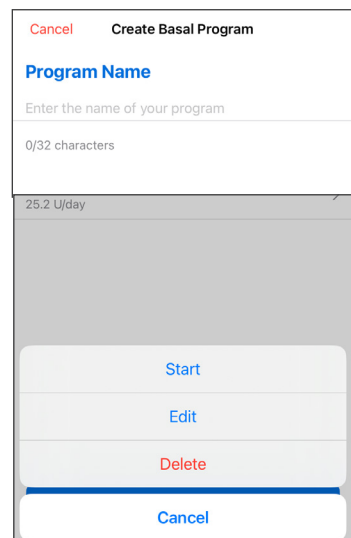 Cancel Create Basal Program
Program Name
Enter the name of your program
0/32 characters
25.2 U/day
Start
Edit
Delete
Cancel